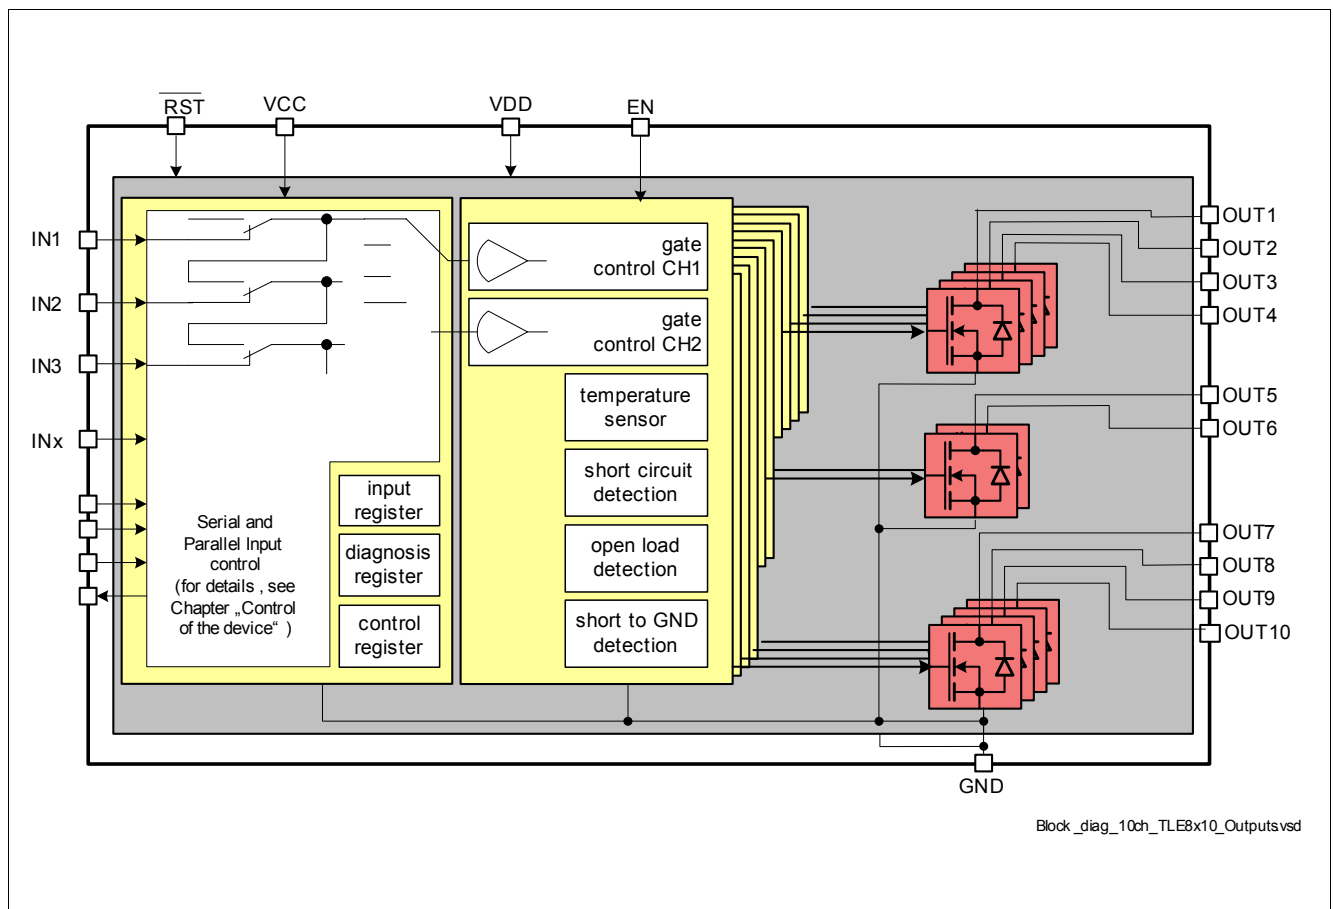 RST
VCC
VDD
EN
IN1
IN2
IN3
INx
Serial and
Parallel Input
control
(for details , see
Chapter „Control
of the device“ )
input
register
diagnosis
register
control
register
gate
control CH1
gate
control CH2
temperature
sensor
short circuit
detection
open load
detection
short to GND
detection
OUT1
OUT2
OUT3
OUT4
OUT5
OUT6
OUT7
OUT8
OUT9
OUT10
GND
Block_diag_10ch_TLE8x10_Outputs.vsd